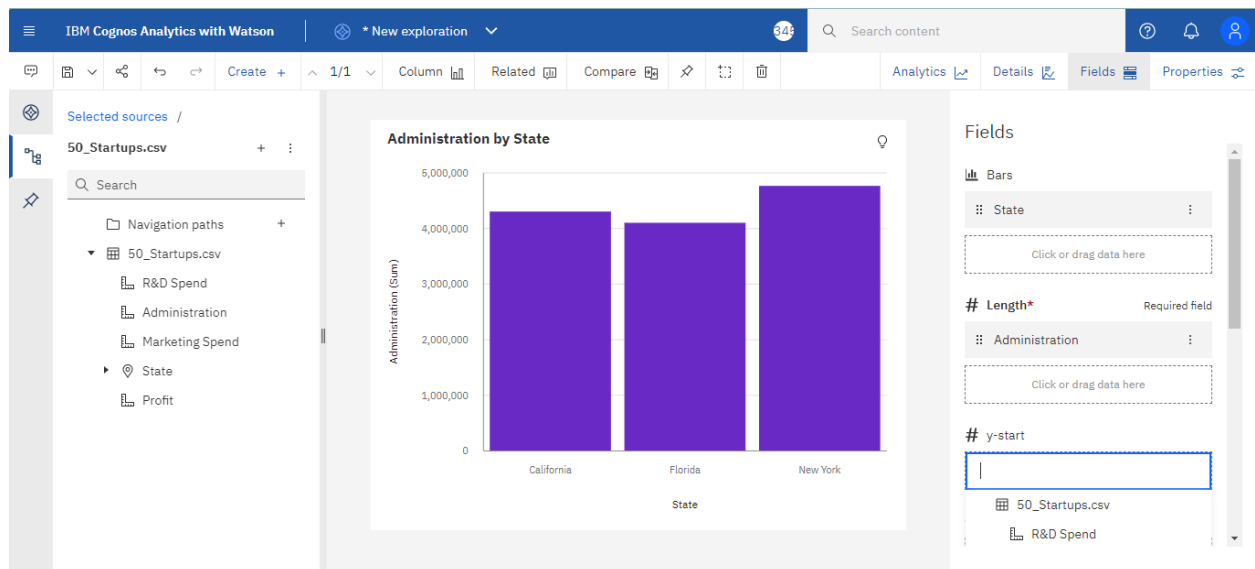 IBM Cognos Analytics with Watson
* New exploration
Search content
Create +
1/1
Column
Related
Compare
Analytics
Details
Fields
Properties
Selected sources /
50_Startups.csv
Search
Navigation paths
50_Startups.csv
R&D Spend
Administration
Marketing Spend
State
Profit
Administration by State
5,000,000
4,000,000
3,000,000
2,000,000
1,000,000
0
Administration (Sum)
California
Florida
New York
State
Fields
Bars
State
Click or drag data here
# Length*
Required field
Administration
Click or drag data here
# y-start
50_Startups.csv
R&D Spend